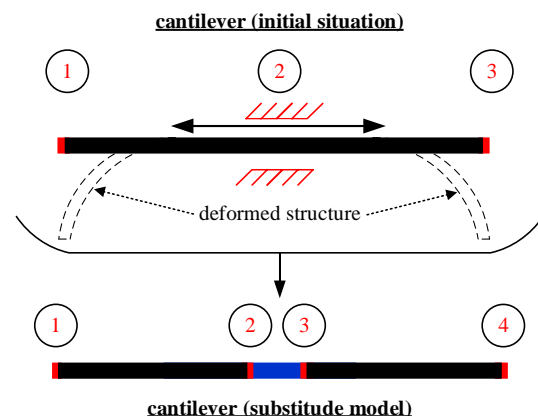 cantilever (initial situation)
1 2 3
deformed structure
1 2 3 4
cantilever (substitude model)